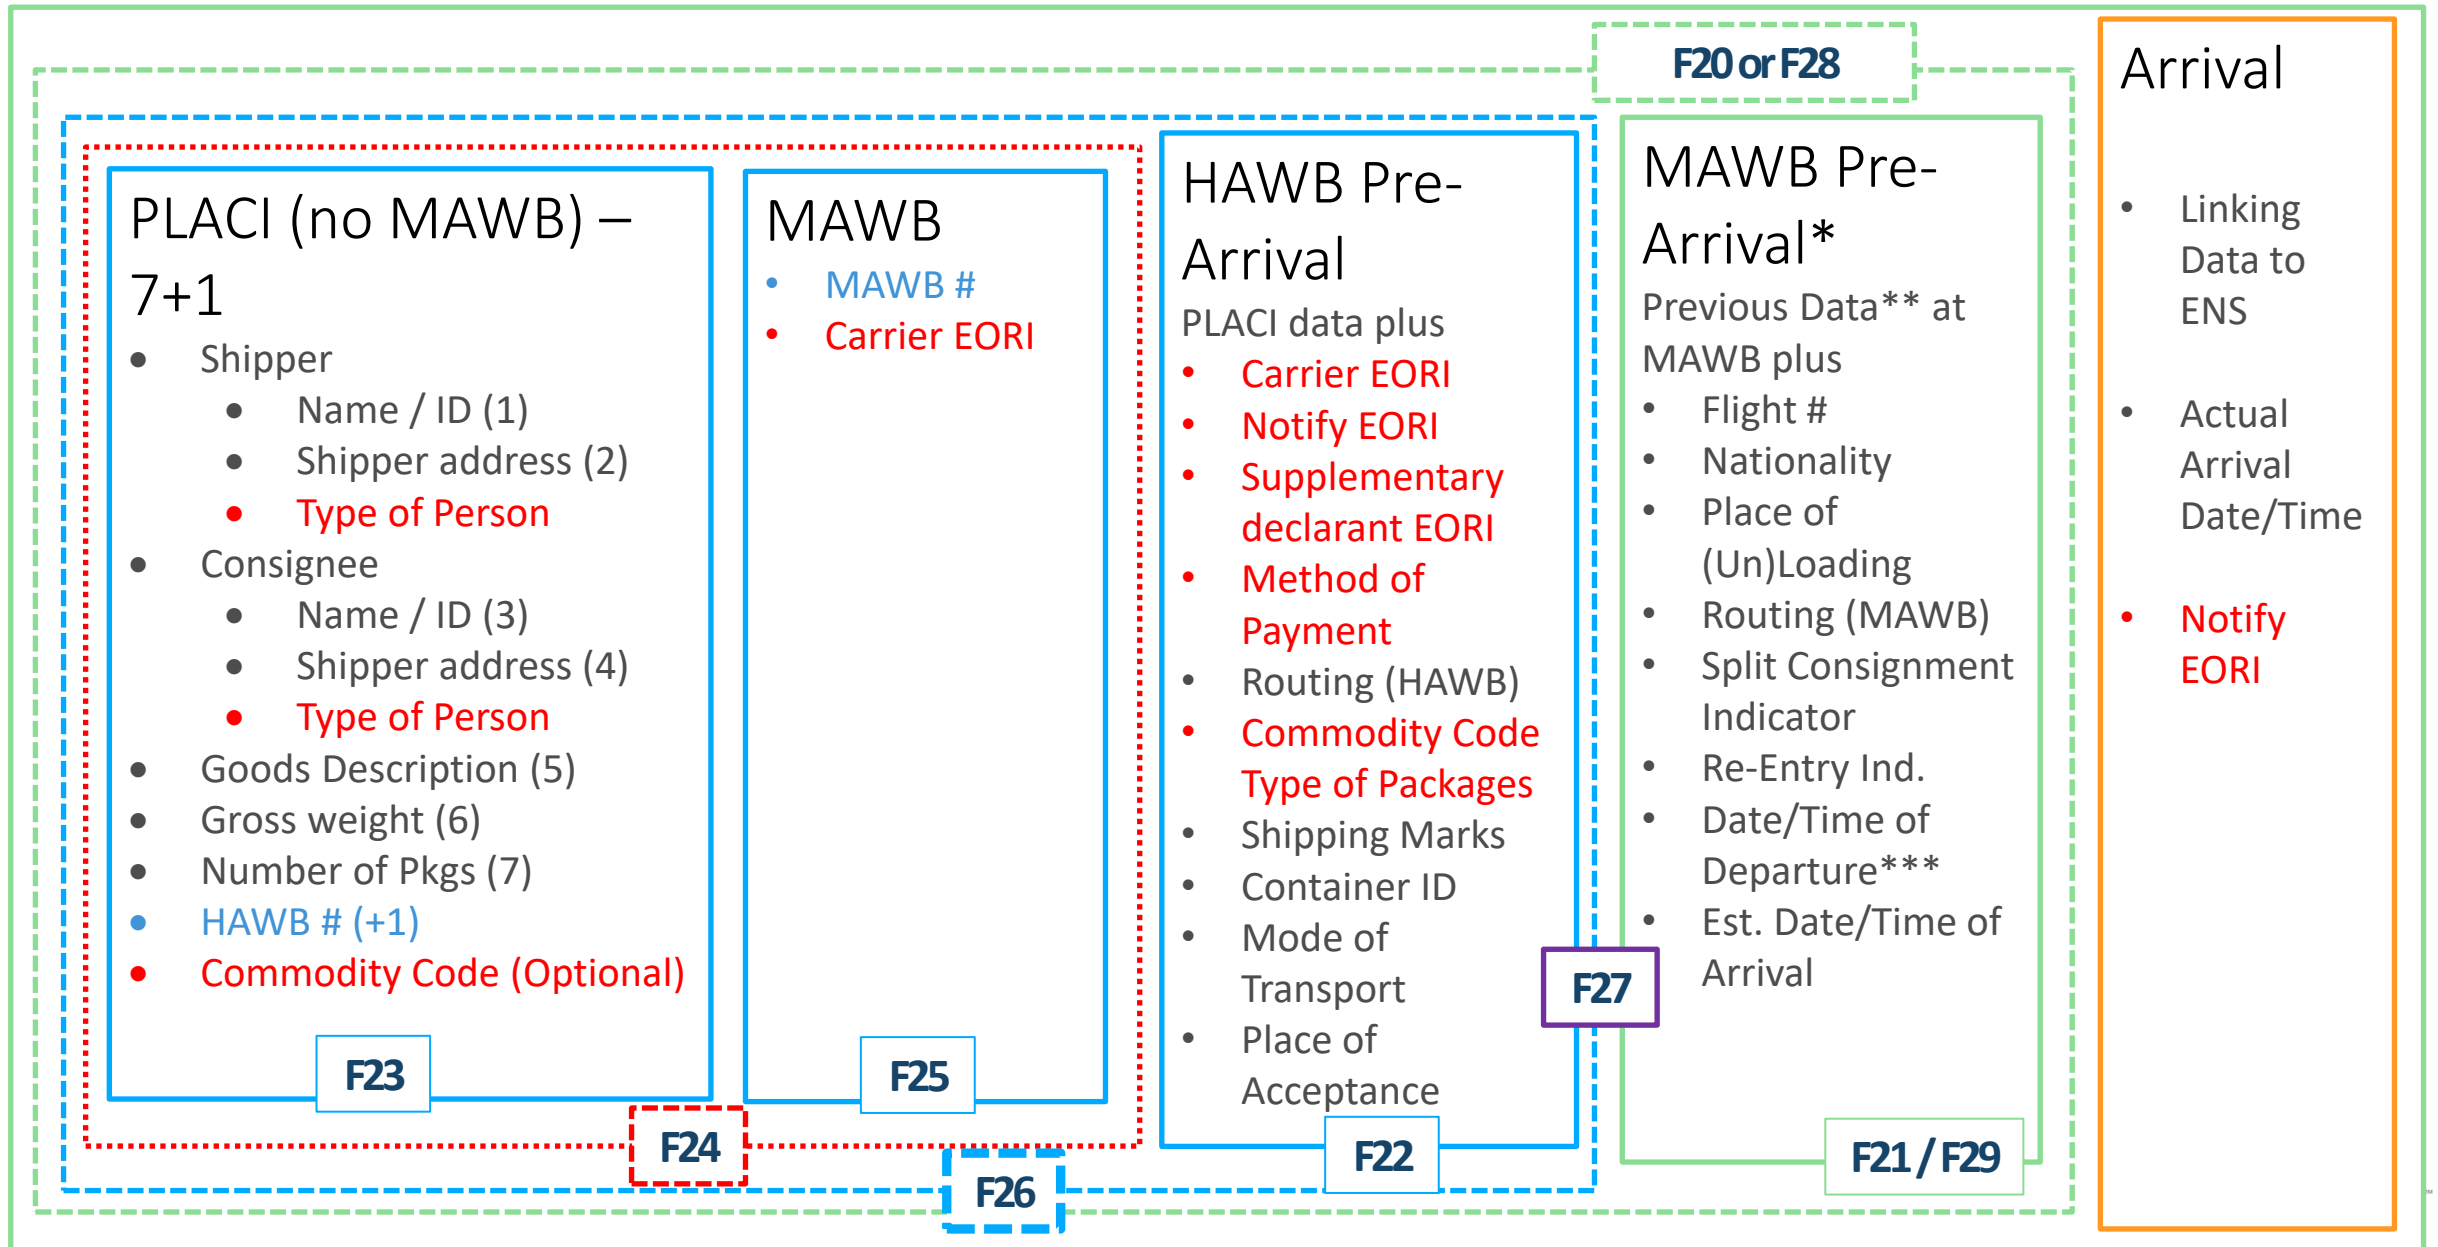 F20 or F28
PLACI (no MAWB) –
7+1
• Shipper
• Name / ID (1)
• Shipper address (2)
• Type of Person
• Consignee
• Name / ID (3)
• Shipper address (4)
• Type of Person
• Goods Description (5)
• Gross weight (6)
• Number of Pkgs (7)
• HAWB # (+1)
• Commodity Code (Optional)
F23
MAWB
• MAWB #
• Carrier EORI
F25
F24
HAWB Pre-
Arrival
PLACI data plus
• Carrier EORI
• Notify EORI
• Supplementary
declarant EORI
• Method of
Payment
• Routing (HAWB)
• Commodity Code
Type of Packages
• Shipping Marks
• Container ID
• Mode of
Transport
• Place of
Acceptance
F22
F26
F27
MAWB Pre-
Arrival*
Previous Data** at
MAWB plus
• Flight #
• Nationality
• Place of
(Un)Loading
• Routing (MAWB)
• Split Consignment
Indicator
• Re-Entry Ind.
• Date/Time of
Departure***
• Est. Date/Time of
Arrival
F21 / F29
Arrival
• Linking
Data to
ENS
• Actual
Arrival
Date/Time
• Notify
EORI
™